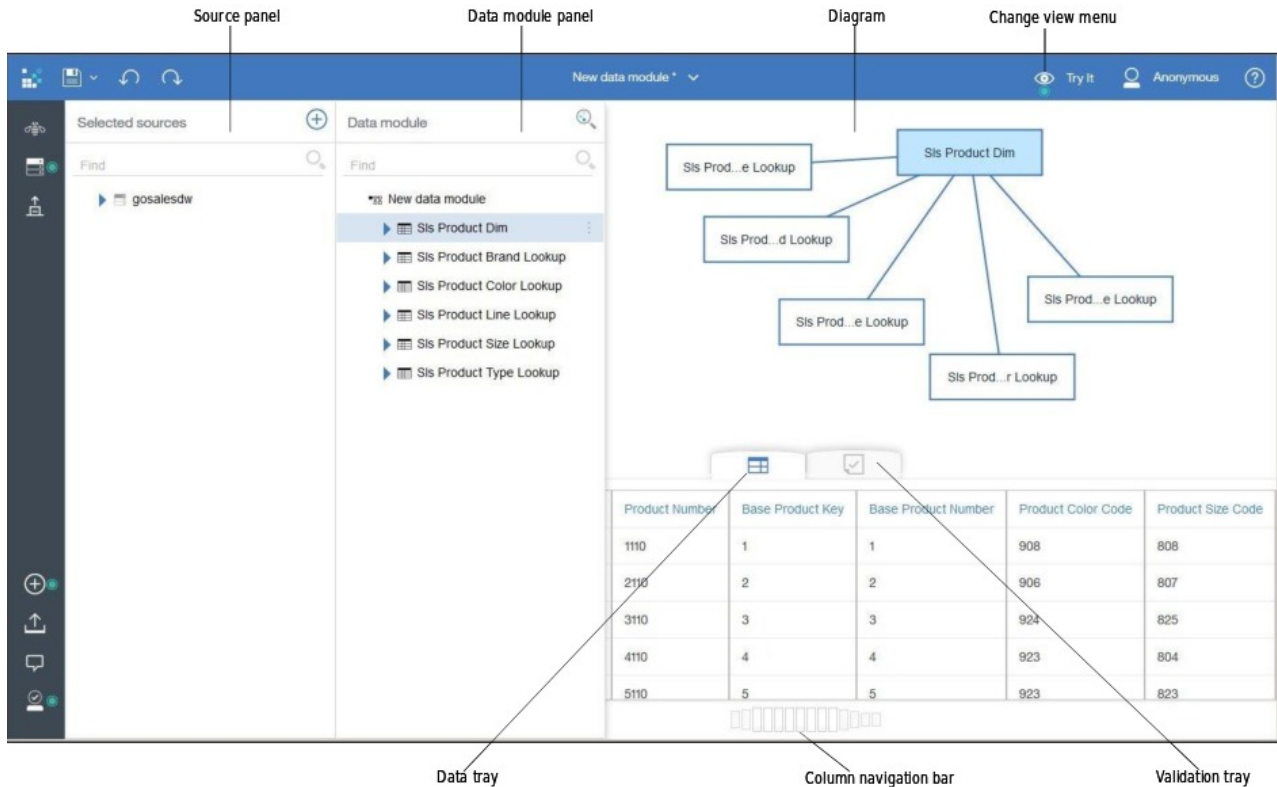 Source panel
Data module panel
Diagram
Change view menu
New data module *
Try It
Anonymous
?
Selected sources
Data module
Find
Find
gosalesdw
New data module
Sls Product Dim
Sls Product Brand Lookup
Sls Product Color Lookup
Sls Product Line Lookup
Sls Product Size Lookup
Sls Product Type Lookup
Sls Product Dim
Sls Prod...e Lookup
Sls Prod...d Lookup
Sls Prod...e Lookup
Sls Prod...e Lookup
Sls Prod...r Lookup
Product Number Base Product Key Base Product Number Product Color Code Product Size Code
1110 1 1 908 808
2110 2 2 906 807
3110 3 3 924 825
4110 4 4 923 804
5110 5 5 923 823
Data tray
Column navigation bar
Validation tray